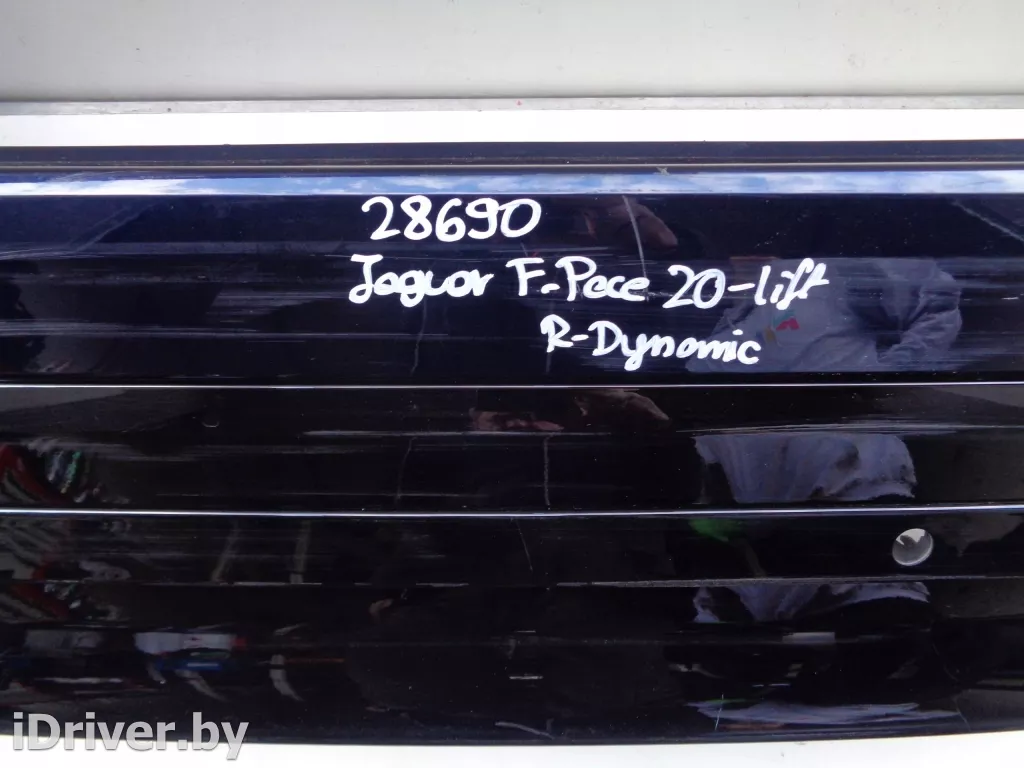 28690
Jaguar F-Pace 20-lift
R-Dynamic
iDriver.by